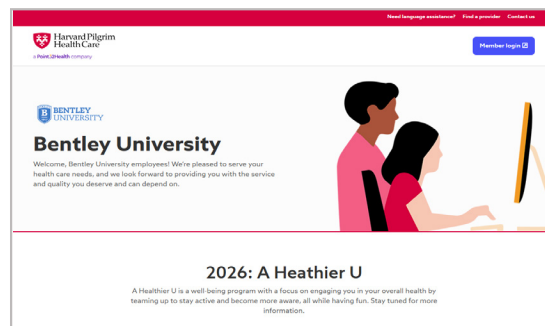 Need language assistance? Find a provider Contact us
Harvard Pilgrim
Health Care
a Point32Health company
Member login
BENTLEY
UNIVERSITY
Bentley University
Welcome, Bentley University employees! We're pleased to serve your
health care needs, and we look forward to providing you with the service
and quality you deserve and can depend on.
2026: A Heathier U
A Healthier U is a well-being program with a focus on engaging you in your overall health by
teaming up to stay active and become more aware, all while having fun. Stay tuned for more
information.